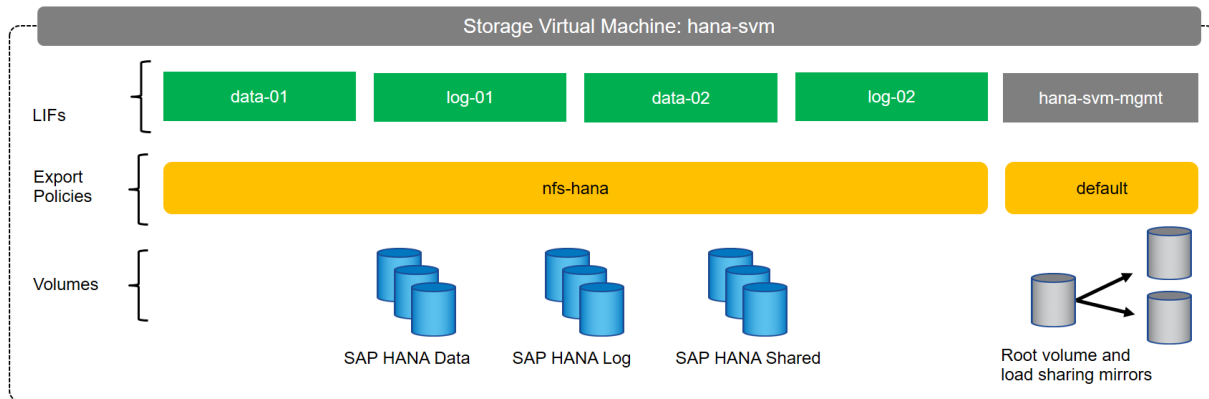 Storage Virtual Machine: hana-svm
LIFs
data-01
log-01
data-02
log-02
hana-svm-mgmt
Export
Policies
nfs-hana
default
Volumes
SAP HANA Data
SAP HANA Log
SAP HANA Shared
Root volume and
load sharing mirrors